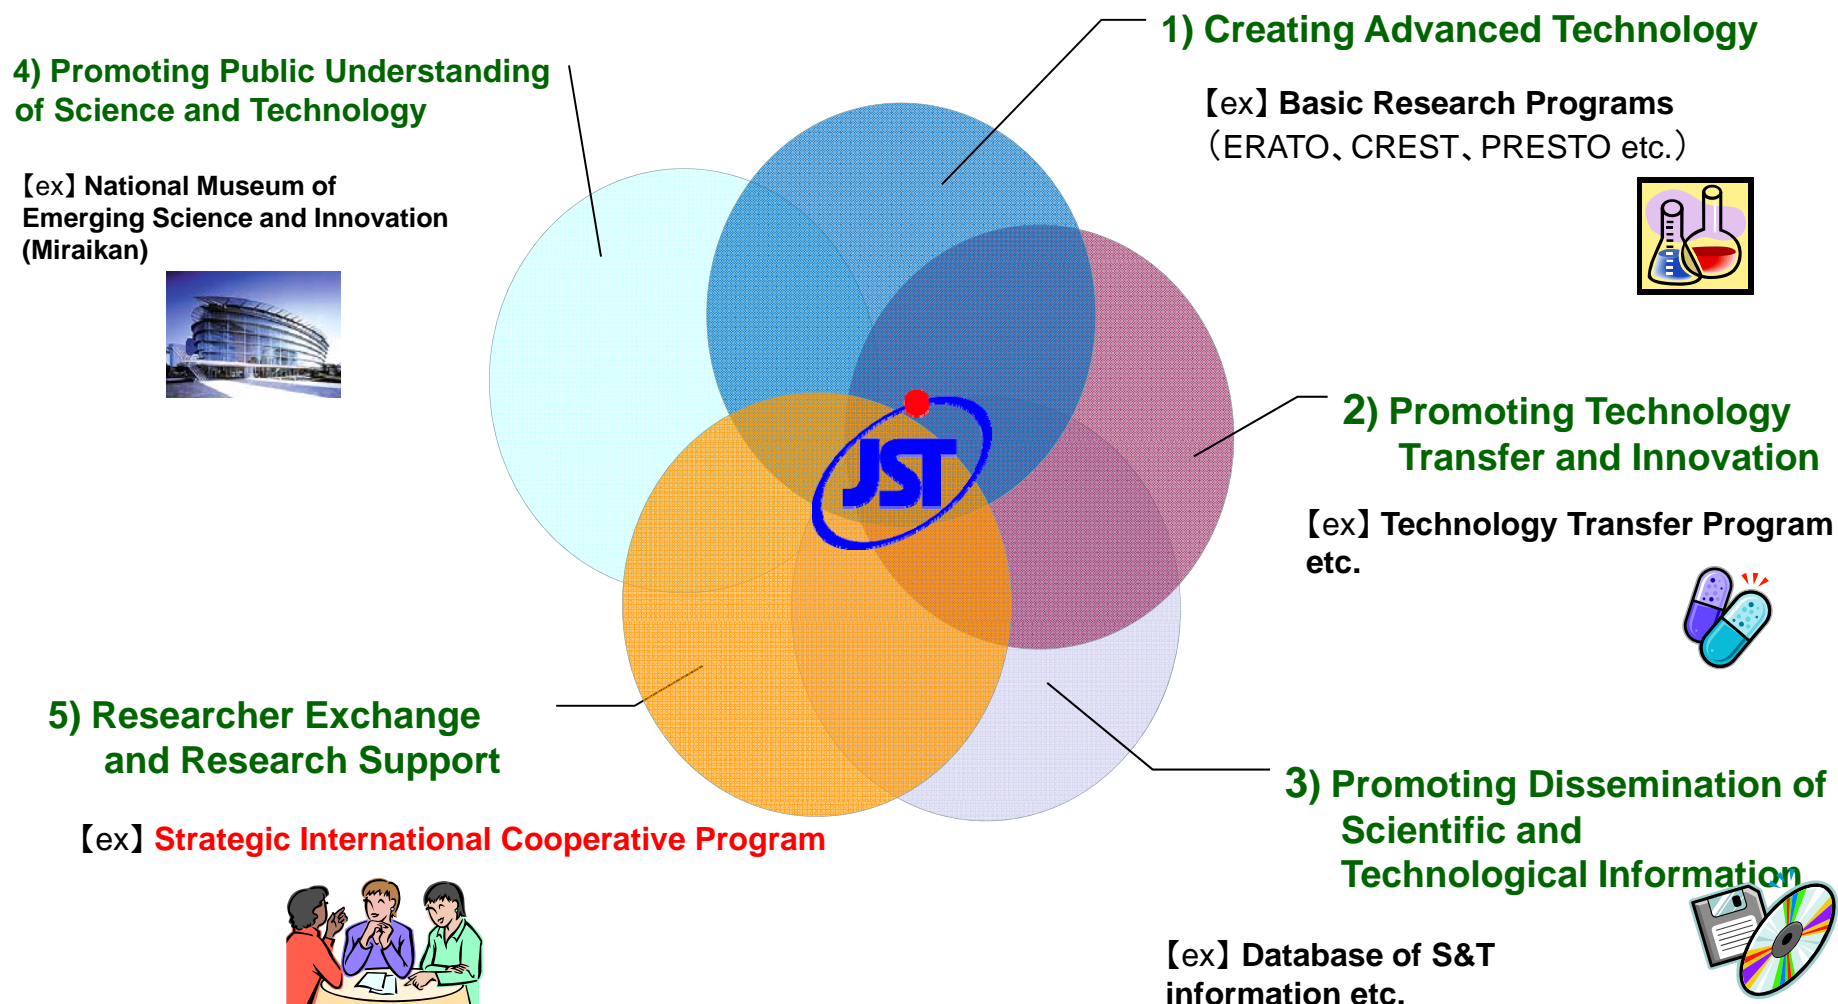 1) Creating Advanced Technology
【ex】 Basic Research Programs
（ERATO、CREST、PRESTO etc.）
2) Promoting Technology
Transfer and Innovation
【ex】 Technology Transfer Program
etc.
3) Promoting Dissemination of
Scientific and
Technological Information
【ex】 Database of S&T
information etc.
4) Promoting Public Understanding
of Science and Technology
【ex】 National Museum of
Emerging Science and Innovation
(Miraikan)
5) Researcher Exchange
and Research Support
【ex】 Strategic International Cooperative Program
JST